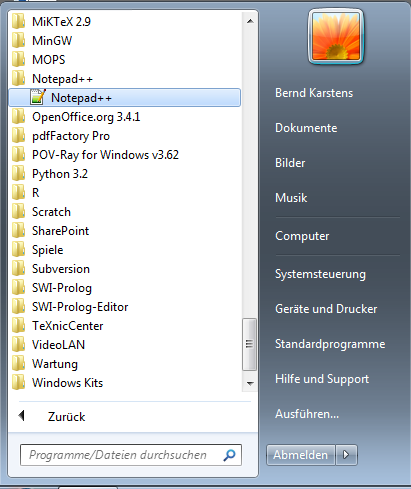 MiKTeX 2.9
MinGW
MOPS
Notepad++
Notepad++
OpenOffice.org 3.4.1
pdfFactory Pro
POV-Ray for Windows v3.62
Python 3.2
R
Scratch
SharePoint
Spiele
Subversion
SWI-Prolog
SWI-Prolog-Editor
TeXnicCenter
VideoLAN
Wartung
Windows Kits
Zurück
Programme/Dateien durchsuchen
Bernd Karstens
Dokumente
Bilder
Musik
Computer
Systemsteuerung
Geräte und Drucker
Standardprogramme
Hilfe und Support
Ausführen...
Abmelden